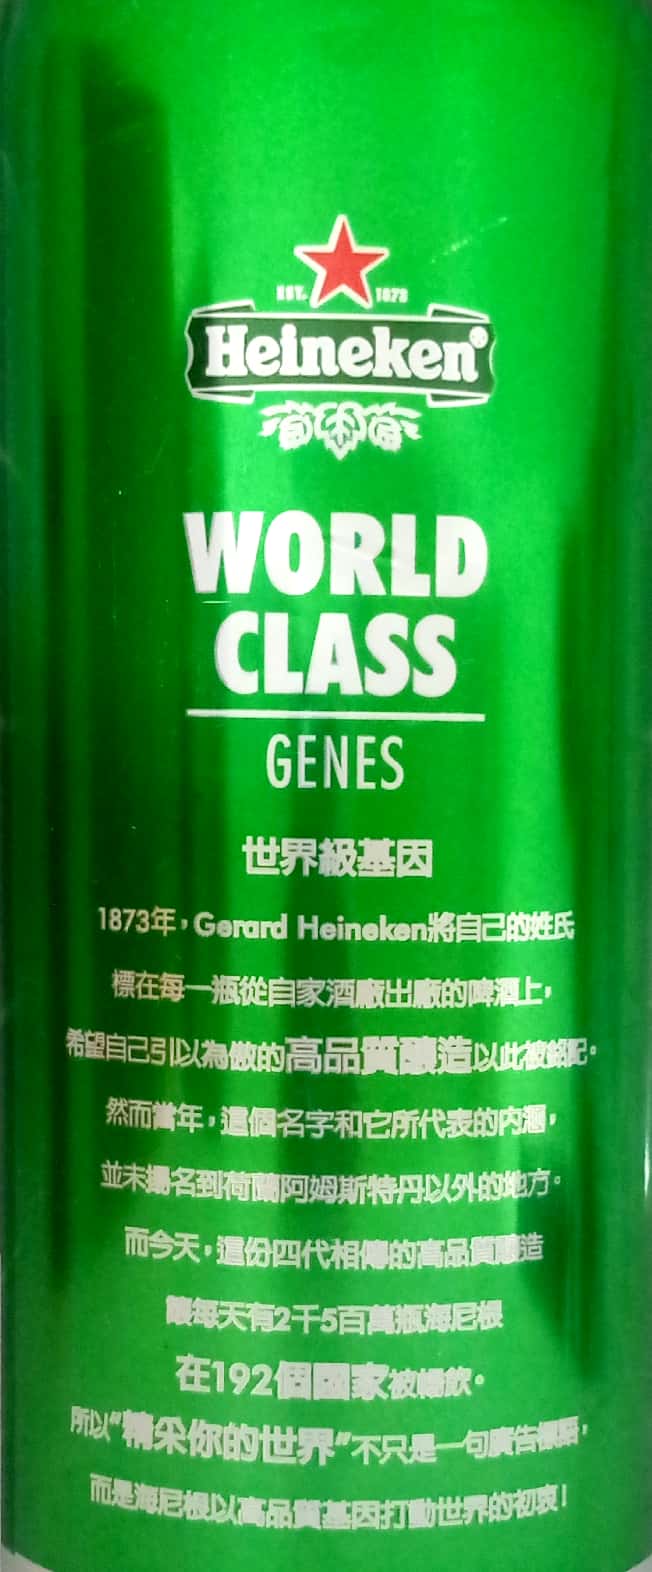 EST. 1873
Heineken®
WORLD
CLASS
GENES
世界級基因
1873年，Gerard Heineken將自己的姓氏
標在每一瓶從自家酒廠出廠的啤酒上，
希望自己引以為傲的高品質釀造以此被銘記。
然而當年，這個名字和它所代表的內涵，
並未揚名到荷蘭阿姆斯特丹以外的地方。
而今天，這份四代相傳的高品質釀造
讓每天有2千5百萬瓶海尼根
在192個國家被暢飲。
所以“精采你的世界”不只是一句廣告標語，
而是海尼根以高品質基因打動世界的初衷！